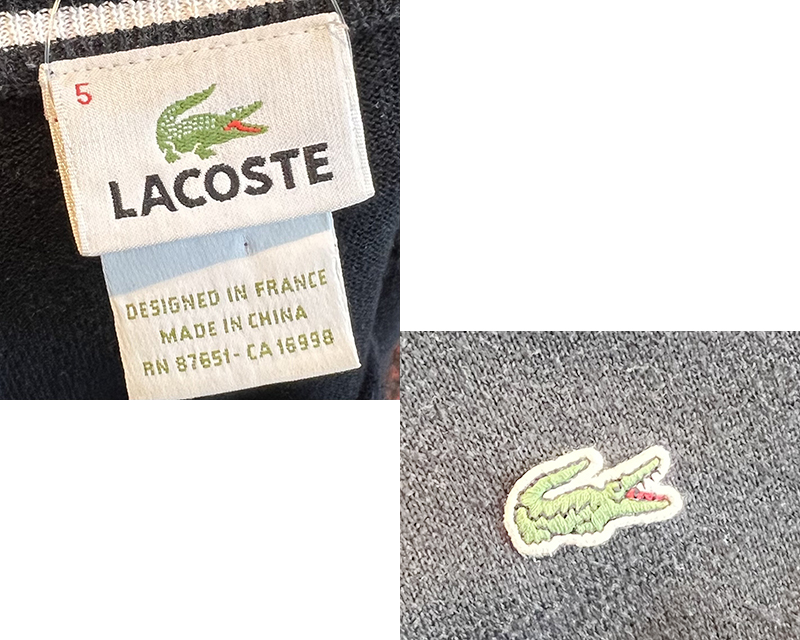 5
LACOSTE
DESIGNED IN FRANCE
MADE IN CHINA
RN 87651- CA 16998